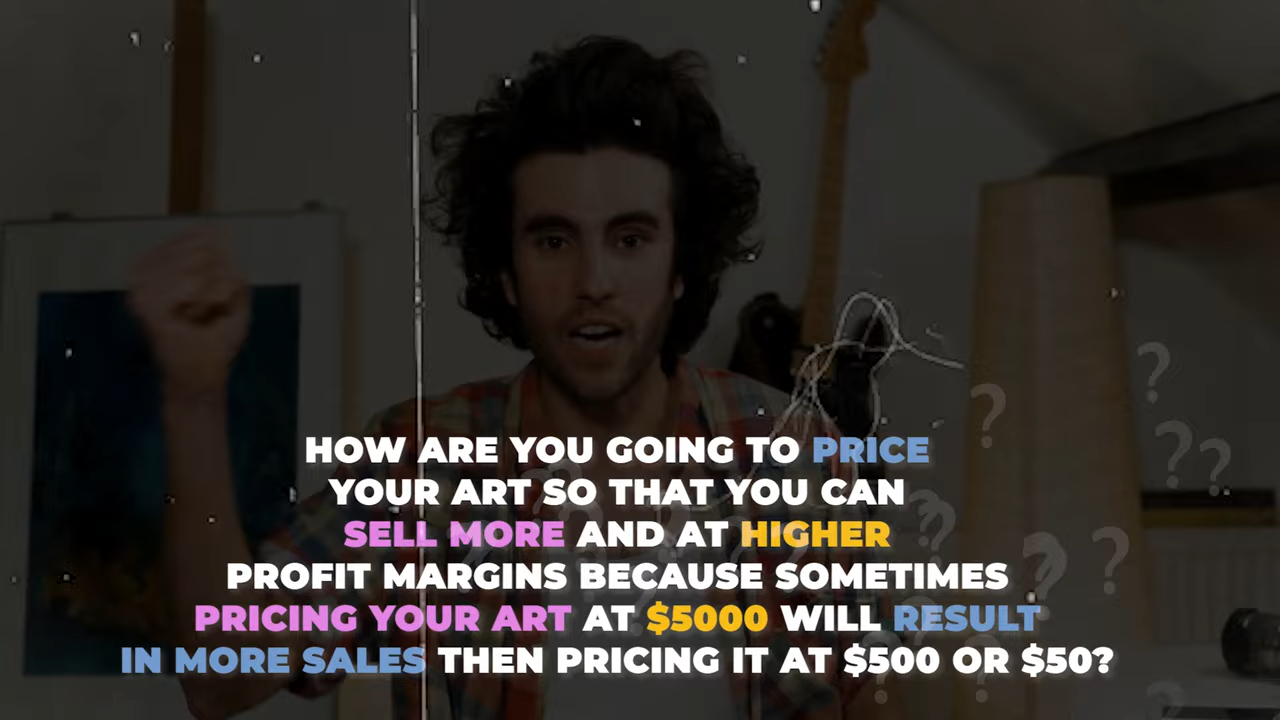 HOW ARE YOU GOING TO PRICE
YOUR ART SO THAT YOU CAN
SELL MORE AND AT HIGHER
PROFIT MARGINS BECAUSE SOMETIMES
PRICING YOUR ART AT $5000 WILL RESULT
IN MORE SALES THEN PRICING IT AT $500 OR $50?